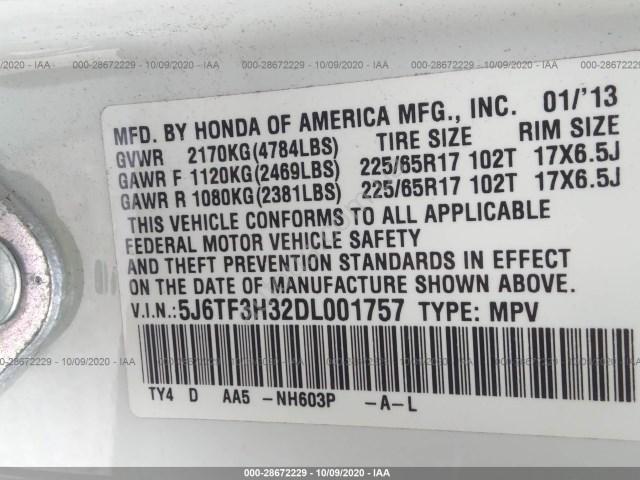 000-28672229 - 10/09/2020 - IAA
MFD. BY HONDA OF AMERICA MFG., INC. 01/'13
TIRE SIZE RIM SIZE
GVWR 2170KG(4784LBS)
GAWR F 1120KG(2469LBS) 225/65R17 102T 17X6.5J
GAWR R 1080KG(2381LBS) 225/65R17 102T 17X6.5J
THIS VEHICLE CONFORMS TO ALL APPLICABLE
FEDERAL MOTOR VEHICLE SAFETY
AND THEFT PREVENTION STANDARDS IN EFFECT
ON THE DATE OF MANUFACTURE SHOWN ABOVE.
V.I.N.:5J6TF3H32DL001757 TYPE: MPV
TY4 D AA5 -NH603P -A-L
000-28672229 - 10/09/2020 - IAA